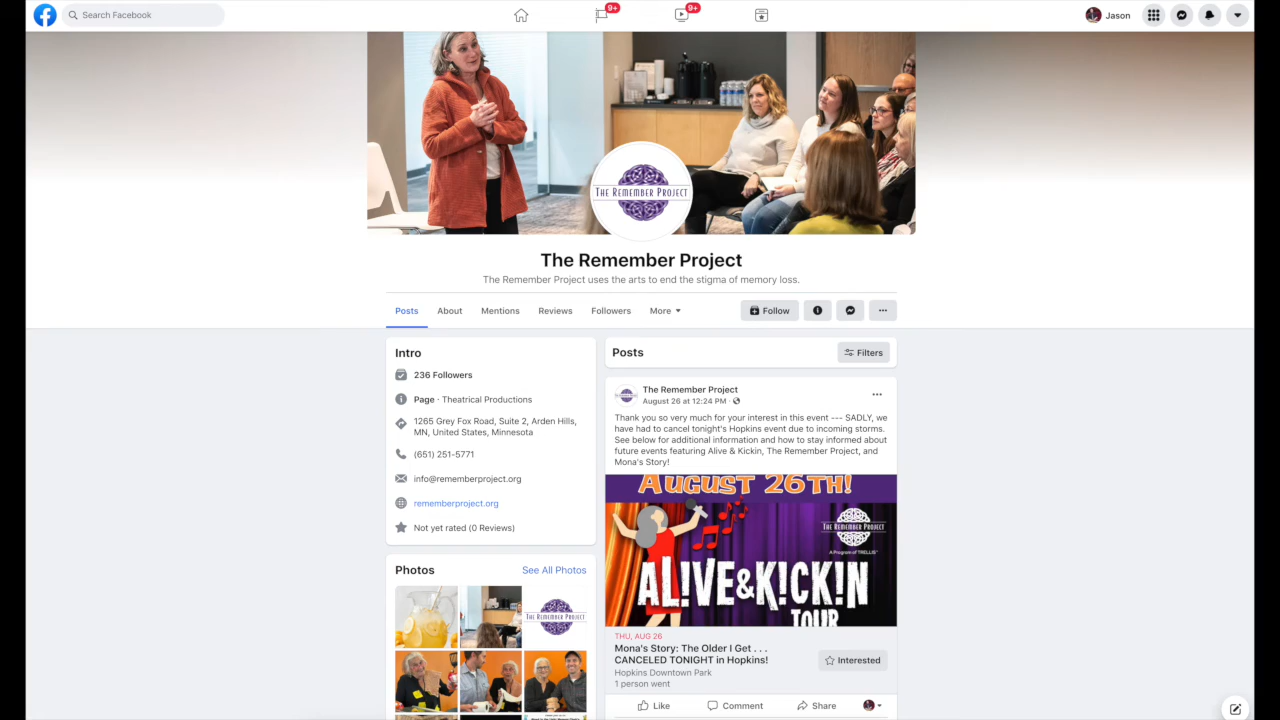 Search Facebook
9+
9+
Jason
THE REMEMBER PROJECT
The Remember Project
The Remember Project uses the arts to end the stigma of memory loss.
Posts
About
Mentions
Reviews
Followers
More
Follow
Intro
236 Followers
Page · Theatrical Productions
1265 Grey Fox Road, Suite 2, Arden Hills,
MN, United States, Minnesota
(651) 251-5771
info@rememberproject.org
rememberproject.org
Not yet rated (0 Reviews)
Photos
See All Photos
THE REMEMBER PROJECT
Posts
Filters
The Remember Project
August 26 at 12:24 PM ·
Thank you so very much for your interest in this event --- SADLY, we
have had to cancel tonight's Hopkins event due to incoming storms.
See below for additional information and how to stay informed about
future events featuring Alive & Kickin, The Remember Project, and
Mona's Story!
AUGUST 26TH!
THE REMEMBER PROJECT
A Program of TRELLIS
AL!VE&K!CK!N
TOUR
THU, AUG 26
Mona's Story: The Older I Get . . .
CANCELED TONIGHT in Hopkins!
Interested
Hopkins Downtown Park
1 person went
Like
Comment
Share